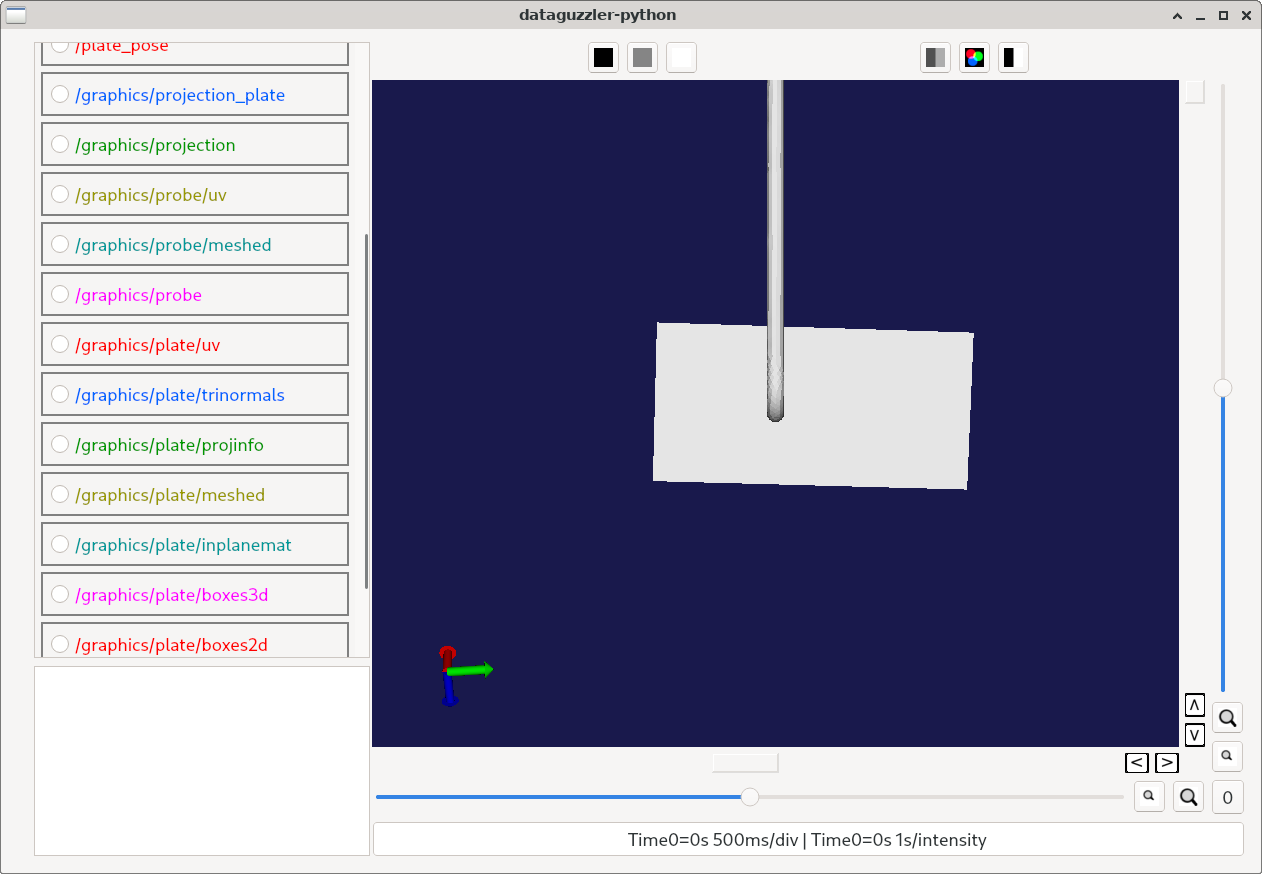 dataguzzler-python
/plate_pose
/graphics/projection_plate
/graphics/projection
/graphics/probe/uv
/graphics/probe/meshed
/graphics/probe
/graphics/plate/uv
/graphics/plate/trinormals
/graphics/plate/projinfo
/graphics/plate/meshed
/graphics/plate/inplanemat
/graphics/plate/boxes3d
/graphics/plate/boxes2d
Λ
V
< >
0
Time0=0s 500ms/div | Time0=0s 1s/intensity